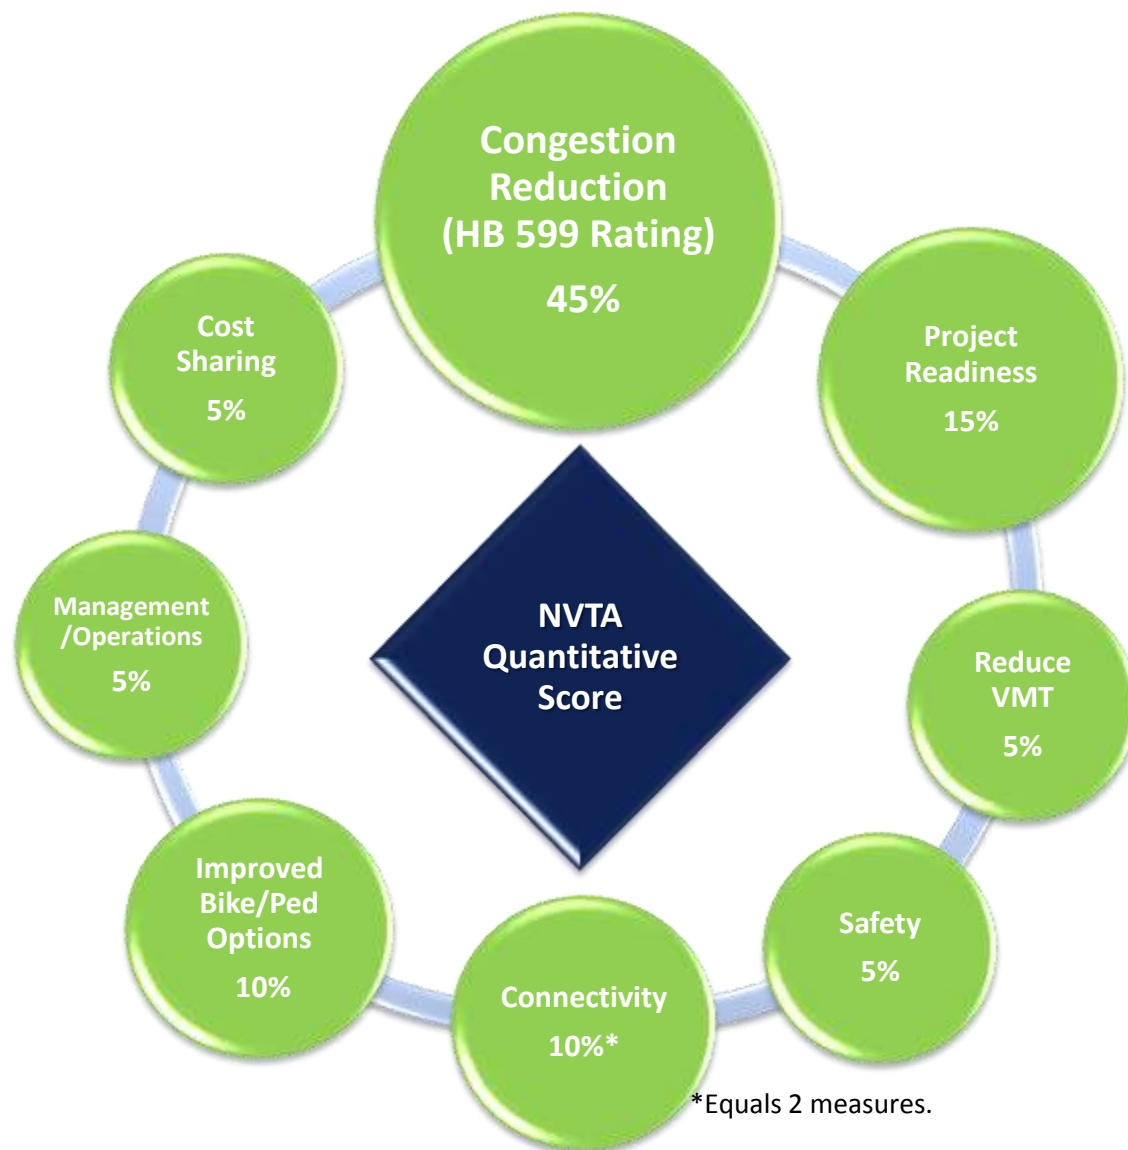 Congestion
Reduction
(HB 599 Rating)
45%
Project
Readiness
15%
Reduce
VMT
5%
Safety
5%
Connectivity
10%*
*Equals 2 measures.
Improved
Bike/Ped
Options
10%
Management
/Operations
5%
Cost
Sharing
5%
NVTA
Quantitative
Score